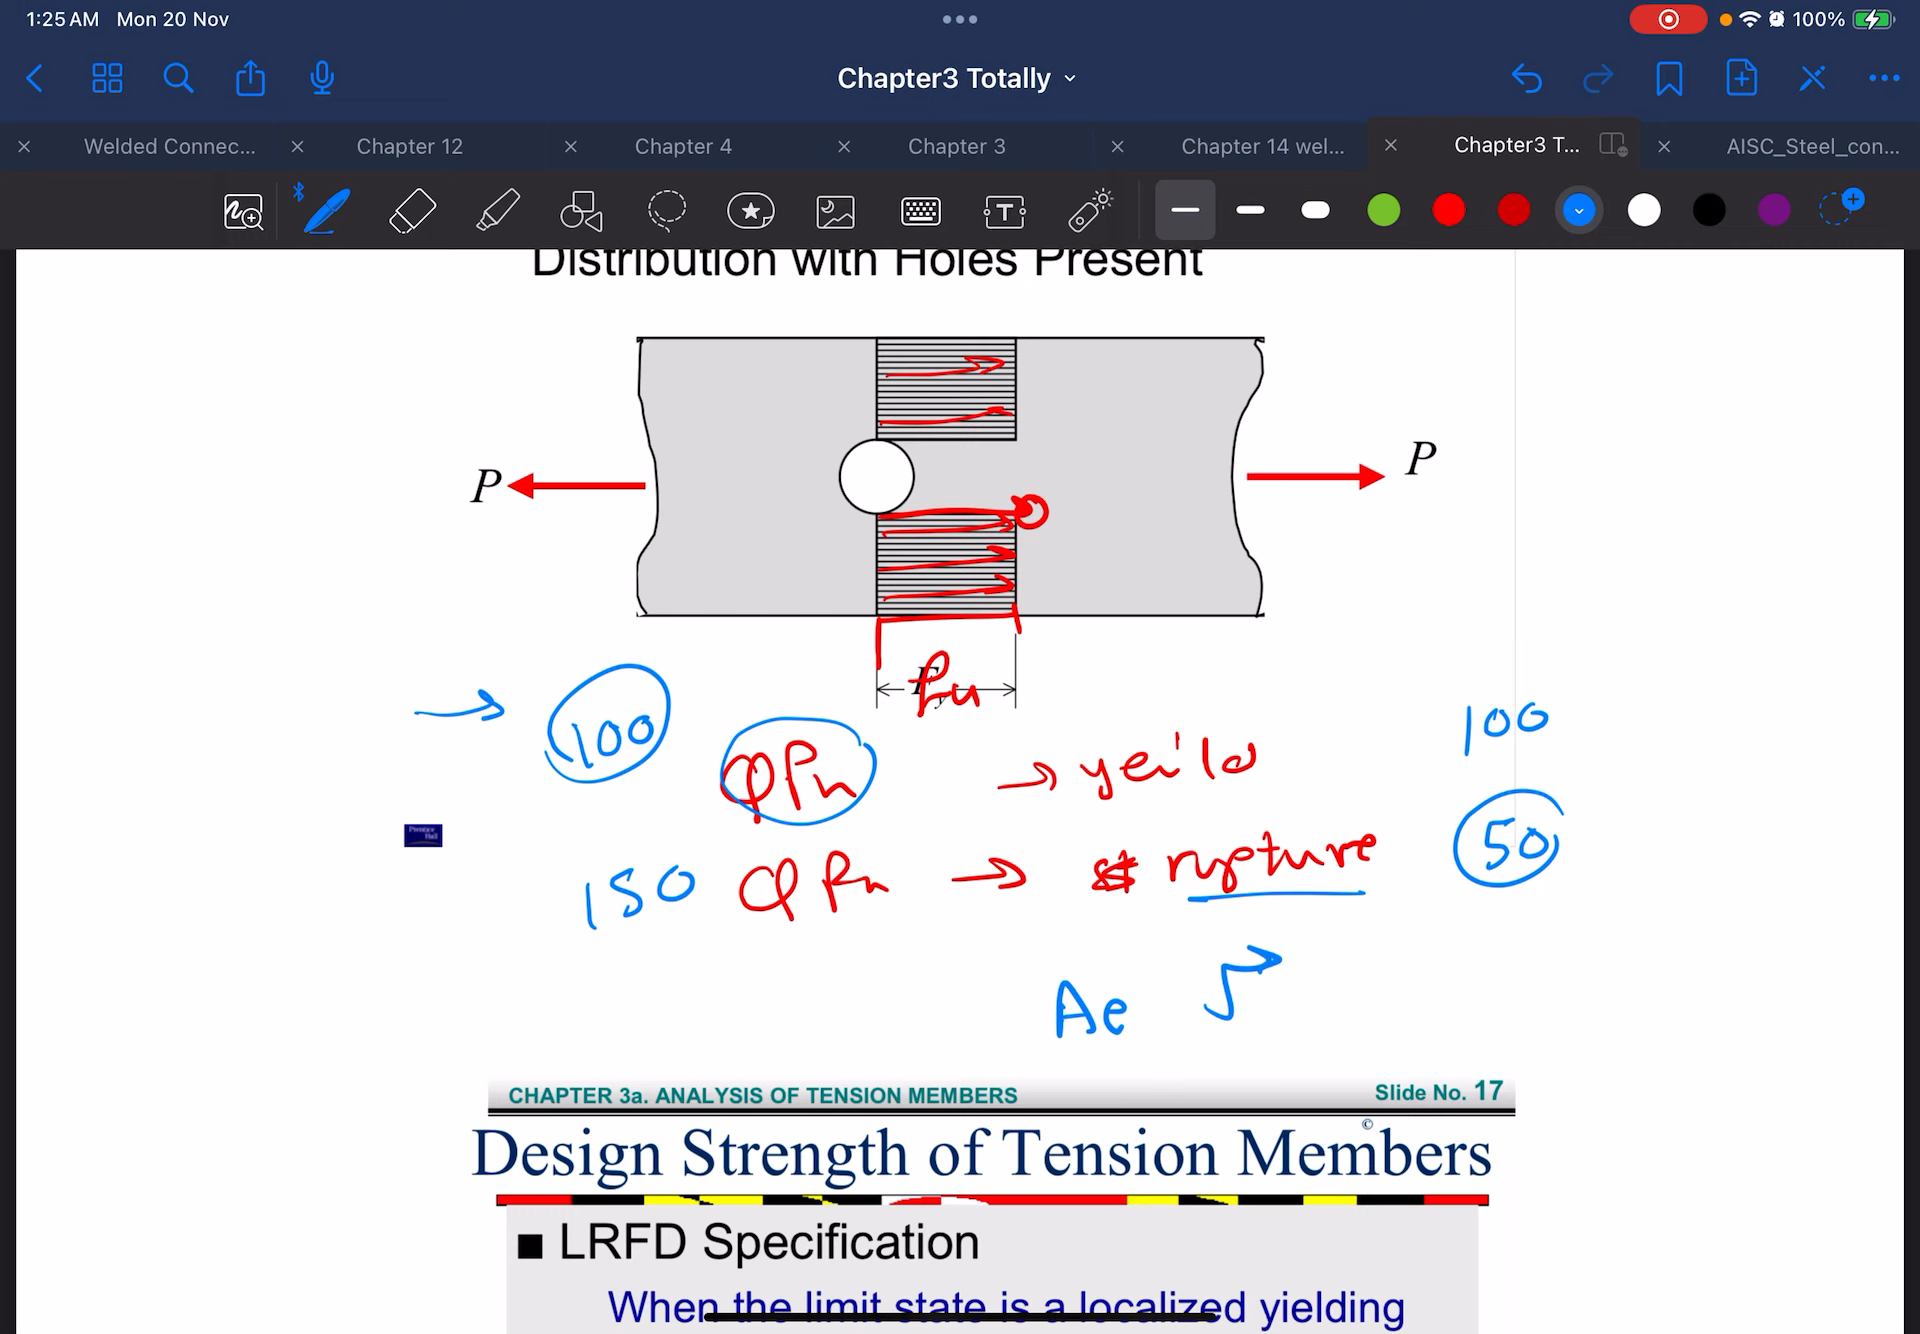 1:25 AM Mon 20 Nov
100%
Chapter3 Totally
Welded Connec... Chapter 12 Chapter 4 Chapter 3 Chapter 14 wel... Chapter3 T... AISC_Steel_con...
T
Distribution with Holes Present
P
P
Fu
100
φPn → yeild
100
Prentice Hall
150 φPn → rupture
50
Ae
CHAPTER 3a. ANALYSIS OF TENSION MEMBERS
Slide No. 17
©
Design Strength of Tension Members
■ LRFD Specification
When the limit state is a localized yielding